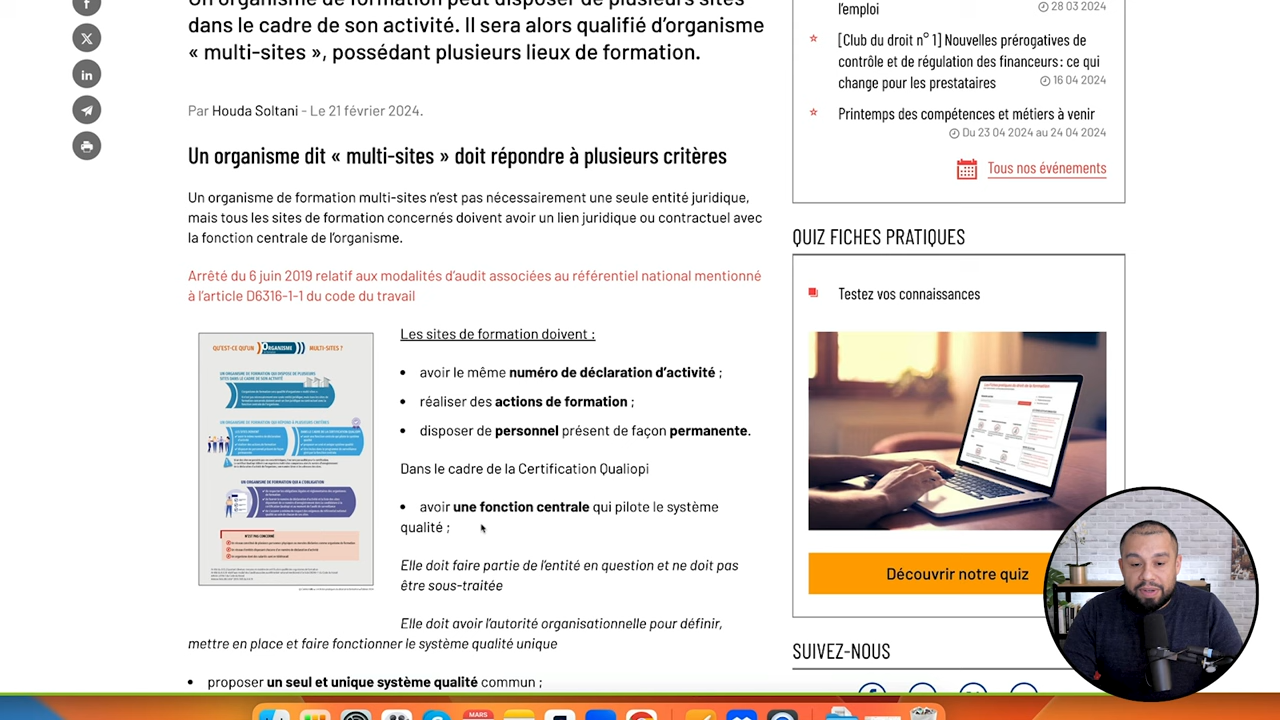 Un organisme de formation peut disposer de plusieurs sites
dans le cadre de son activité. Il sera alors qualifié d'organisme
« multi-sites », possédant plusieurs lieux de formation.
Par Houda Soltani - Le 21 février 2024.
Un organisme dit « multi-sites » doit répondre à plusieurs critères
Un organisme de formation multi-sites n'est pas nécessairement une seule entité juridique,
mais tous les sites de formation concernés doivent avoir un lien juridique ou contractuel avec
la fonction centrale de l'organisme.
Arrêté du 6 juin 2019 relatif aux modalités d'audit associées au référentiel national mentionné
à l'article D6316-1-1 du code du travail
QU'EST-CE QU'UN ORGANISME MULTI-SITES ?
Les sites de formation doivent :
avoir le même numéro de déclaration d'activité ;
réaliser des actions de formation ;
disposer de personnel présent de façon permanente.
Dans le cadre de la Certification Qualiopi
avoir une fonction centrale qui pilote le système
qualité ;
Elle doit faire partie de l'entité en question et ne doit pas
être sous-traitée
Elle doit avoir l'autorité organisationnelle pour définir,
mettre en place et faire fonctionner le système qualité unique
proposer un seul et unique système qualité commun ;
l'emploi
28 03 2024
[Club du droit n° 1] Nouvelles prérogatives de
contrôle et de régulation des financeurs : ce qui
change pour les prestataires
16 04 2024
Printemps des compétences et métiers à venir
Du 23 04 2024 au 24 04 2024
Tous nos événements
QUIZ FICHES PRATIQUES
Testez vos connaissances
Découvrir notre quiz
SUIVEZ-NOUS
MARS